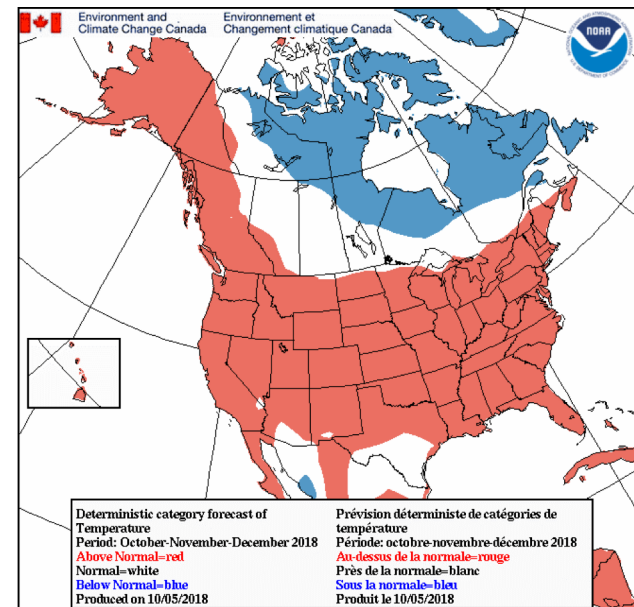 Environment and
Climate Change Canada
Environnement et
Changement climatique Canada
NOAA
Deterministic category forecast of
Temperature
Period: October-November-December 2018
Above Normal=red
Normal=white
Below Normal=blue
Produced on 10/05/2018
Prévision déterministe de catégories de
température
Période: octobre-novembre-décembre 2018
Au-dessus de la normale=rouge
Près de la normale=blanc
Sous la normale=bleu
Produit le 10/05/2018